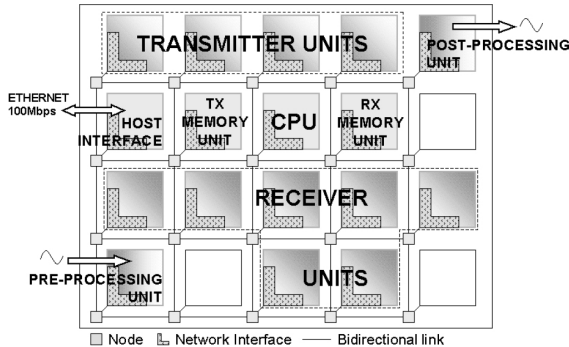 TRANSMITTER UNITS
POST-PROCESSING
UNIT
ETHERNET
100Mbps
HOST
INTERFACE
TX
MEMORY
UNIT
CPU
RX
MEMORY
UNIT
RECEIVER
UNITS
PRE-PROCESSING
UNIT
Node Network Interface Bidirectional link